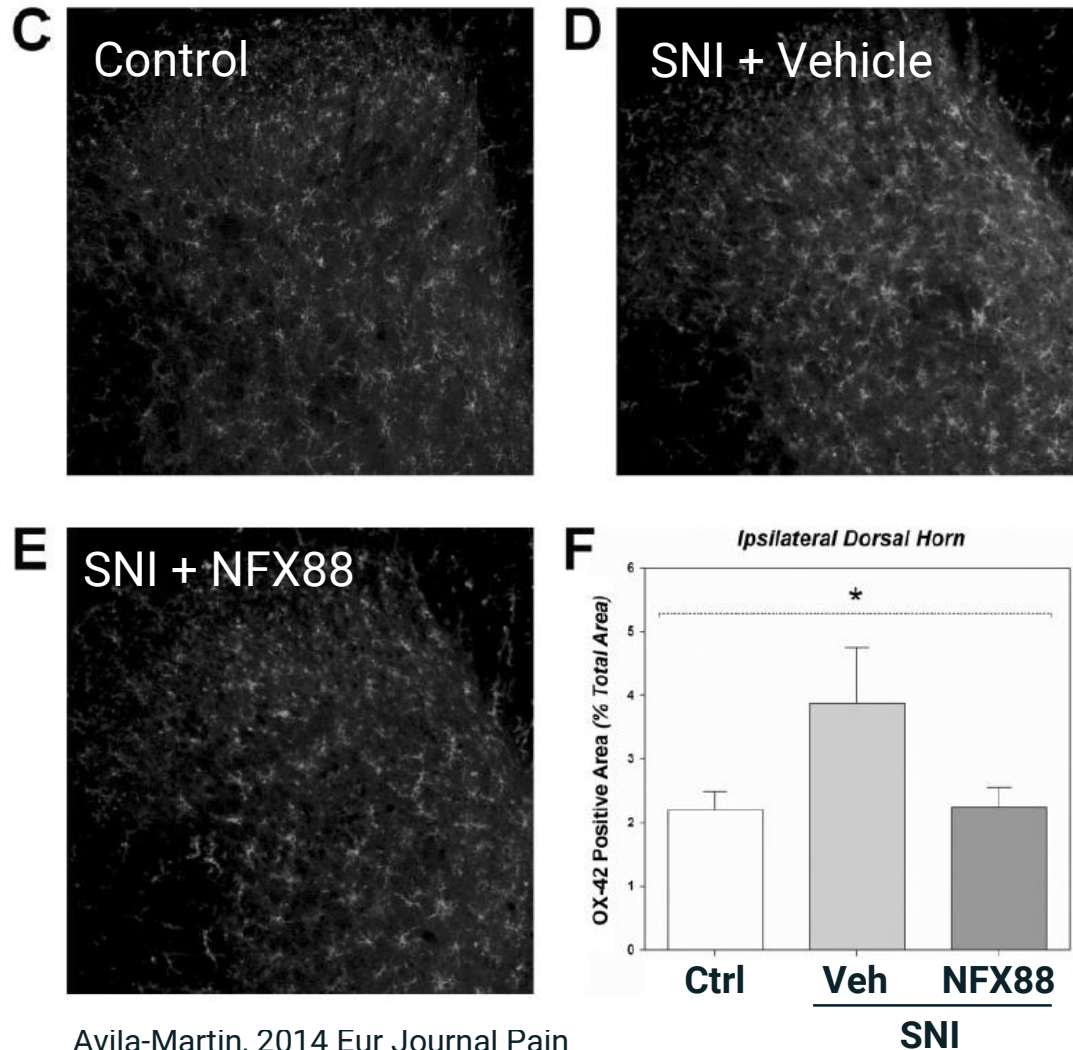 C
Control
D
SNI + Vehicle
E
SNI + NFX88
F
Ipsilateral Dorsal Horn
OX-42 Positive Area (% Total Area)
6
5
4
3
2
1
0
*
Ctrl
Veh
NFX88
SNI
Avila-Martin, 2014 Eur Journal Pain